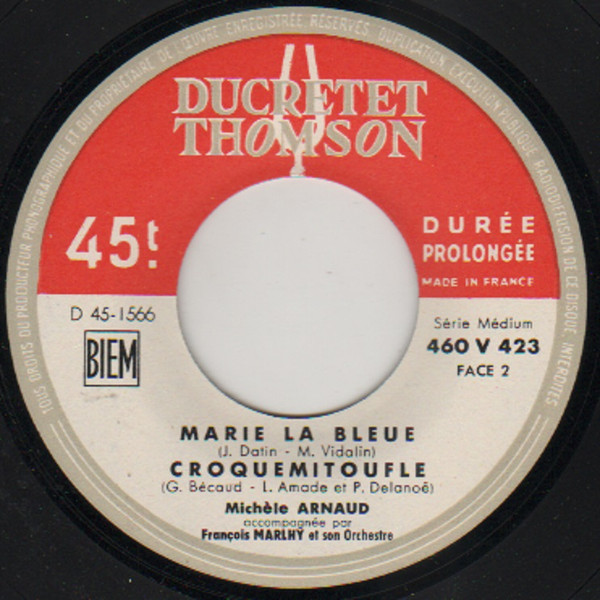 TOUS DROITS DU PRODUCTEUR PHONOGRAPHIQUE ET DU PROPRIÉTAIRE DE L'ŒUVRE ENREGISTRÉE RÉSERVÉS DUPLICATION, EXÉCUTION PUBLIQUE, RADIODIFFUSION DE CE DISQUE INTERDITES
DUCRETET
THOMSON
45t.
DURÉE
PROLONGÉE
MADE IN FRANCE
D 45-1566
BIEM
Série Médium
460 V 423
FACE 2
MARIE LA BLEUE
(J. Datin - M. Vidalin)
CROQUEMITOUFLE
(G. Bécaud - L. Amade et P. Delanoë)
Michèle ARNAUD
accompagnée par
François MARLHY et son Orchestre